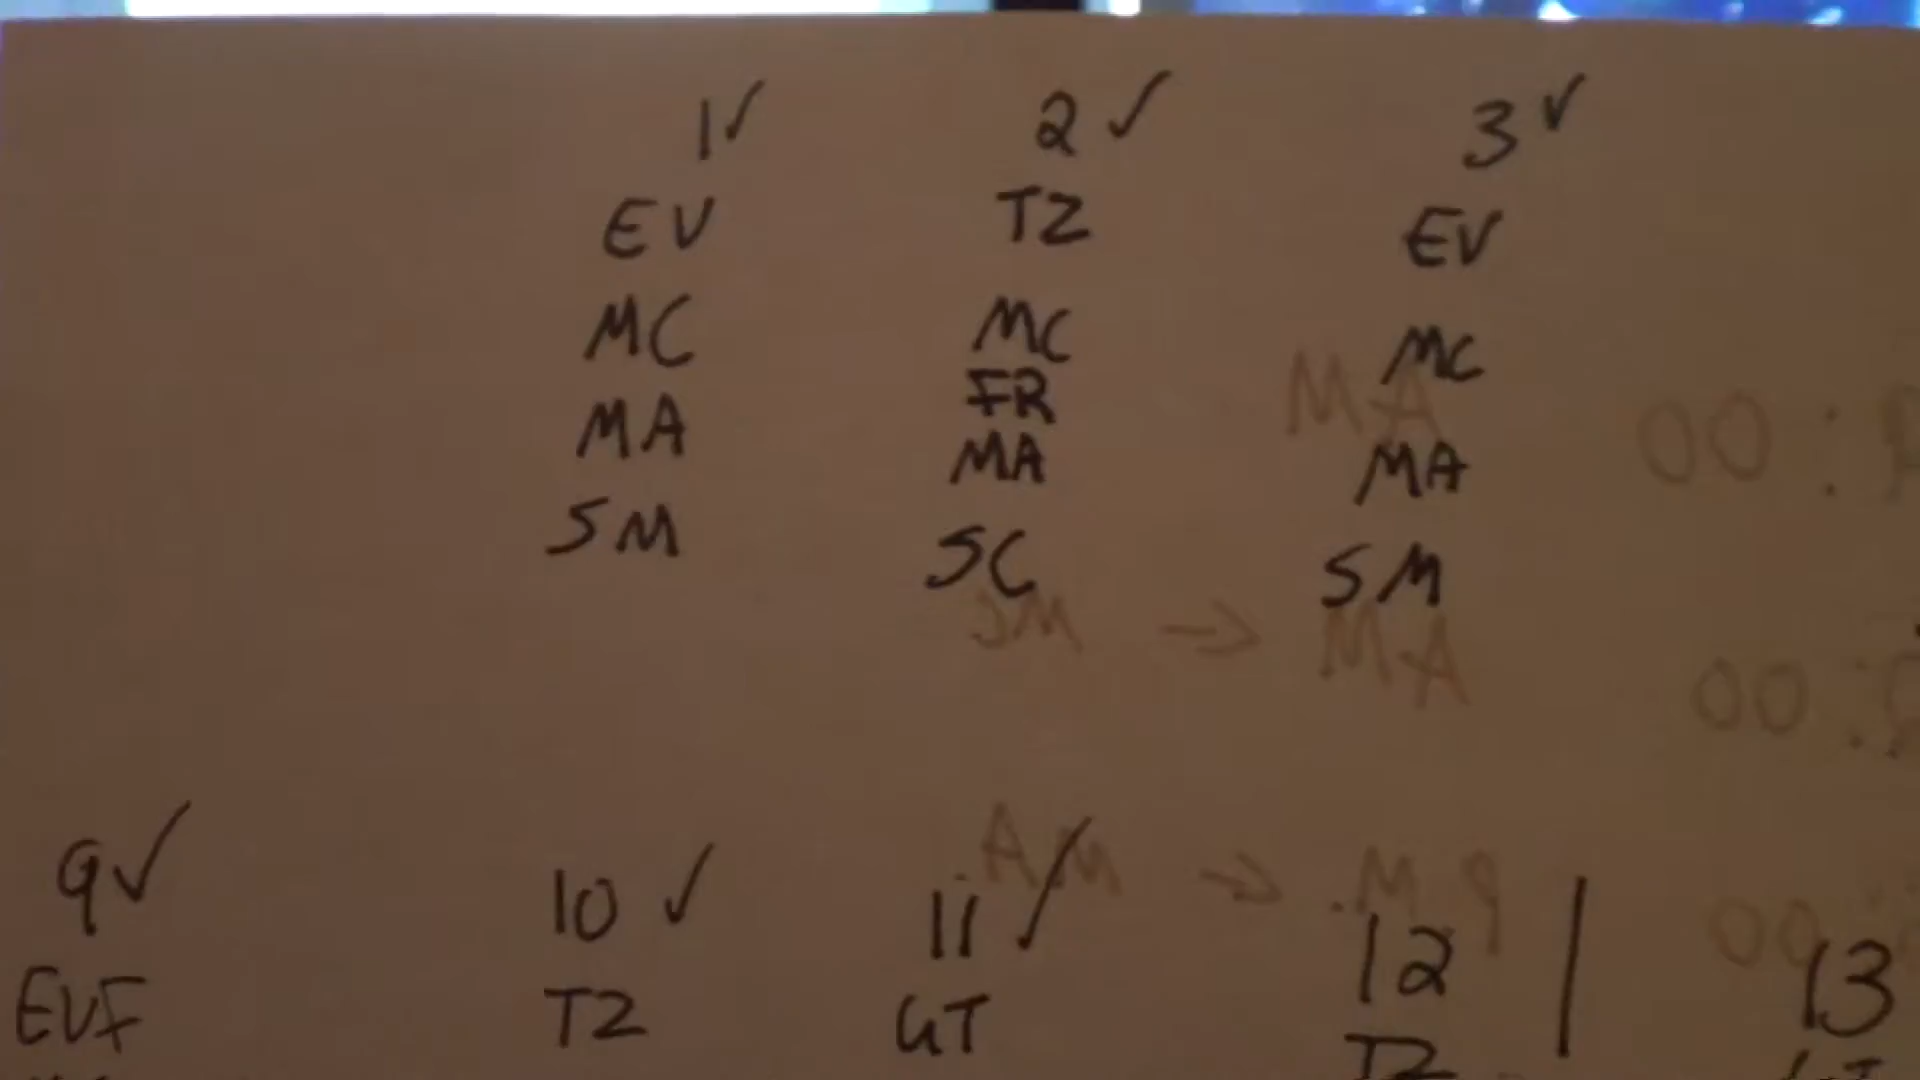 1✓ 2✓ 3✓
EV TZ EV
MC MC MC
FR
MA MA MA
SM SC SM
9✓ 10✓ 11✓ 12 | 13
EVF TZ GT TZ